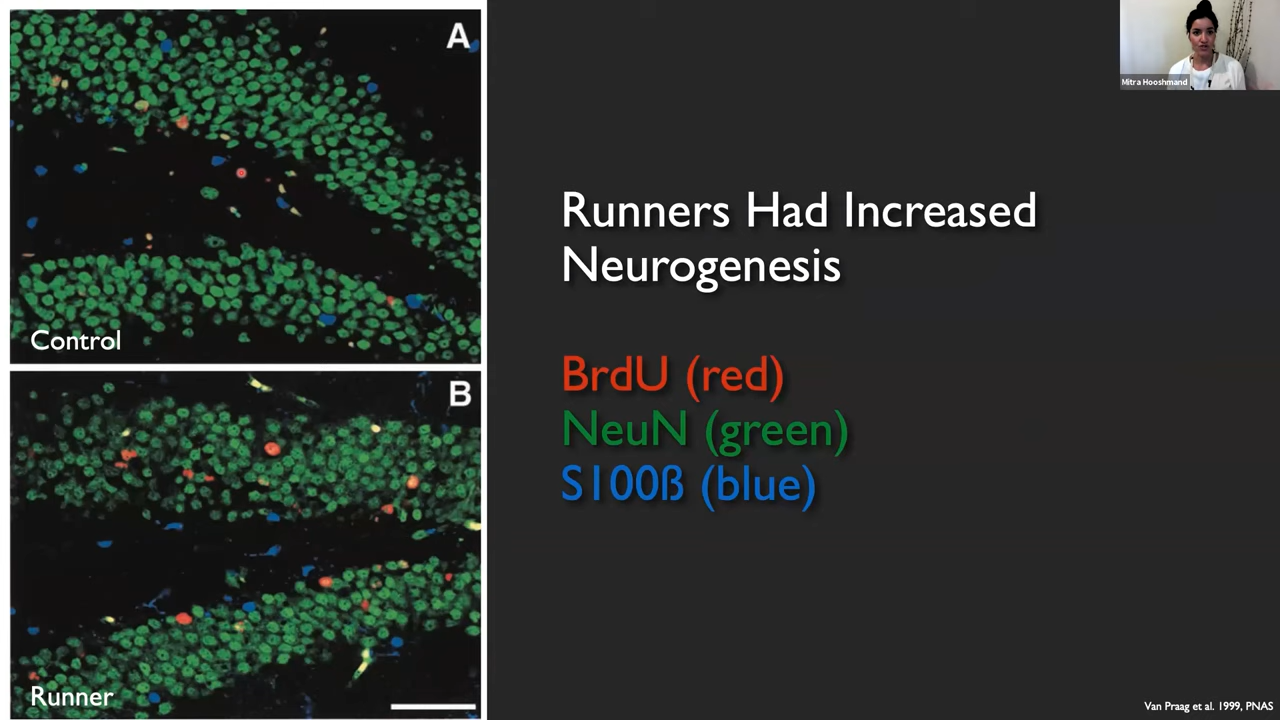 A
Control
B
Runner
Runners Had Increased
Neurogenesis
BrdU (red)
NeuN (green)
S100ß (blue)
Mitra Hooshmand
Van Praag et al. 1999, PNAS